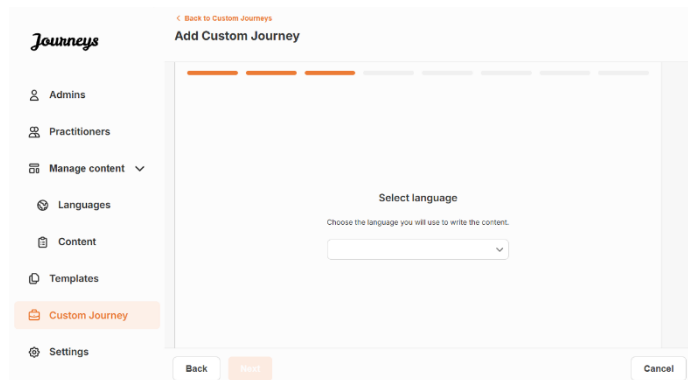 Journeys
Admins
Practitioners
Manage content
Languages
Content
Templates
Custom Journey
Settings
Back to Custom Journeys
Add Custom Journey
Select language
Choose the language you will use to write the content.
Back
Next
Cancel